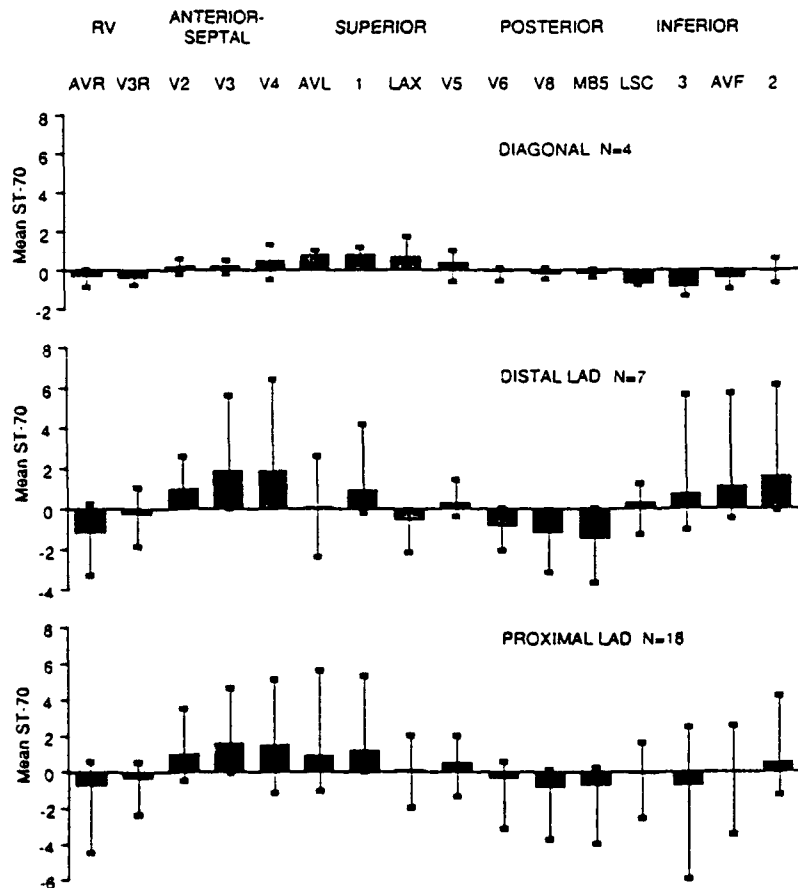 RV ANTERIOR-SEPTAL SUPERIOR POSTERIOR INFERIOR
AVR V3R V2 V3 V4 AVL 1 LAX V5 V6 V8 MB5 LSC 3 AVF 2
8
6
4
2
0
-2
Mean ST-70
DIAGONAL N=4
8
6
4
2
0
-2
-4
Mean ST-70
DISTAL LAD N=7
8
6
4
2
0
-2
-4
-6
Mean ST-70
PROXIMAL LAD N=18